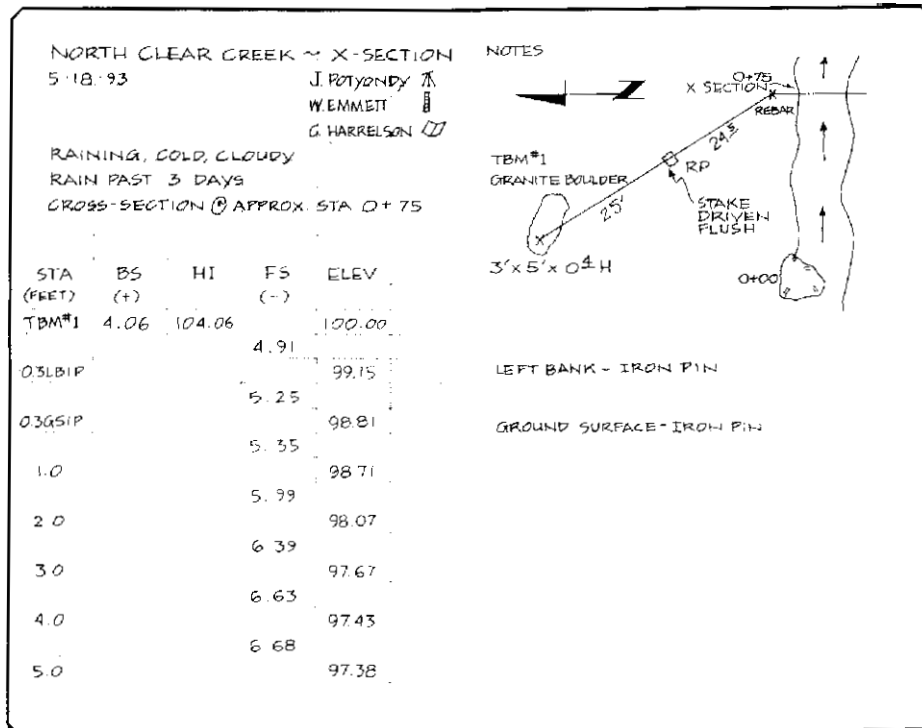 NORTH CLEAR CREEK ~ X-SECTION
5·18·93
J. POTYONDY
W. EMMETT
G. HARRELSON
RAINING, COLD, CLOUDY
RAIN PAST 3 DAYS
CROSS-SECTION @ APPROX. STA 0+75
STA BS HI FS ELEV
(FEET) (+) (-)
TBM#1 4.06 104.06 100.00
4.91
0.3LBIP 99.15
5.25
0.3GSIP 98.81
5.35
1.0 98.71
5.99
2.0 98.07
6.39
3.0 97.67
6.63
4.0 97.43
6.68
5.0 97.38
NOTES
0+75
X SECTION
REBAR
24.5
TBM#1
GRANITE BOULDER
RP
25'
STAKE
DRIVEN
FLUSH
3'x5'x0.4 H
0+00
LEFT BANK - IRON PIN
GROUND SURFACE - IRON PIN